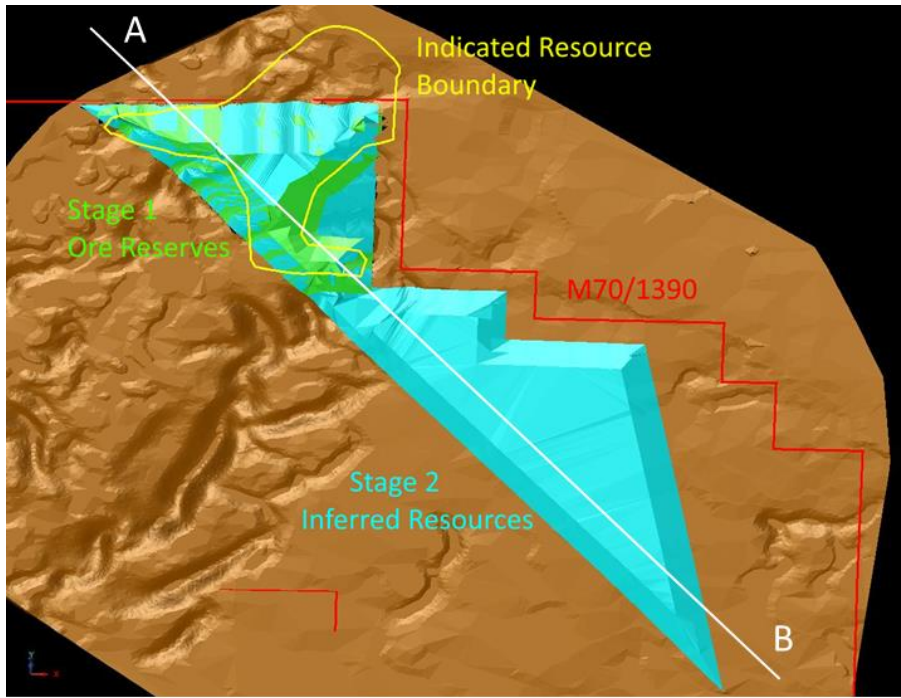 A
Indicated Resource
Boundary
Stage 1
Ore Reserves
M70/1390
Stage 2
Inferred Resources
B
Y
X